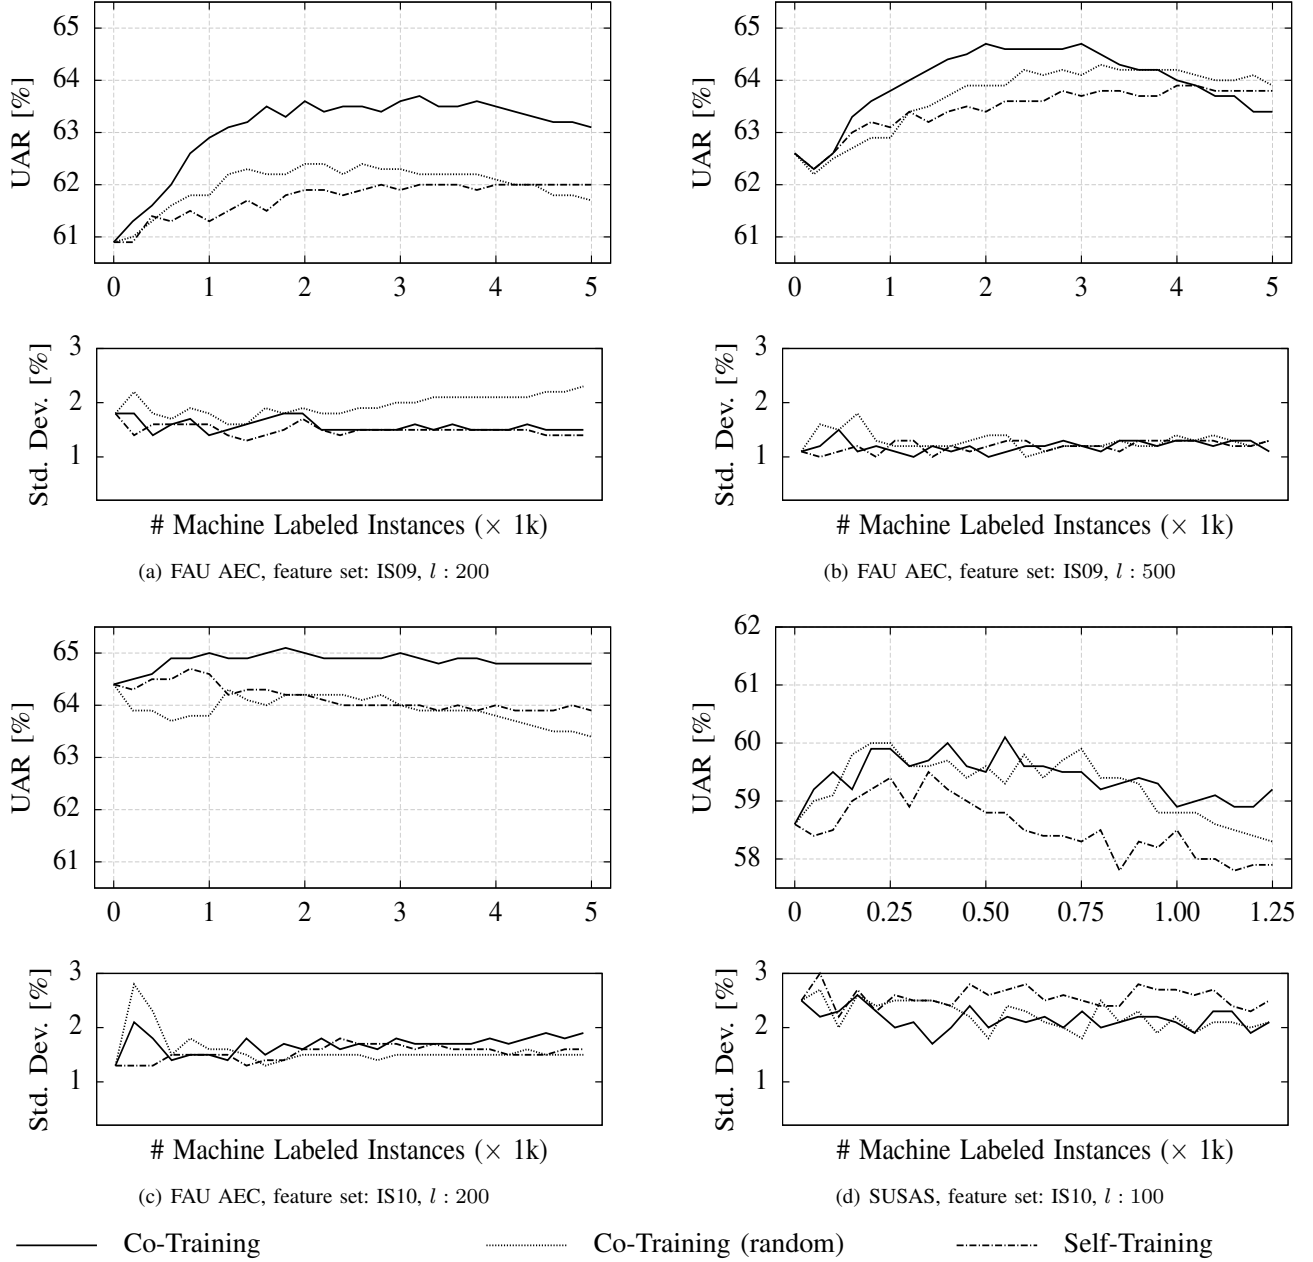 UAR [%]
65
64
63
62
61
0 1 2 3 4 5
Std. Dev. [%]
3
2
1
# Machine Labeled Instances (× 1k)
(a) FAU AEC, feature set: IS09, l : 200
UAR [%]
65
64
63
62
61
0 1 2 3 4 5
Std. Dev. [%]
3
2
1
# Machine Labeled Instances (× 1k)
(b) FAU AEC, feature set: IS09, l : 500
UAR [%]
65
64
63
62
61
0 1 2 3 4 5
Std. Dev. [%]
3
2
1
# Machine Labeled Instances (× 1k)
(c) FAU AEC, feature set: IS10, l : 200
UAR [%]
62
61
60
59
58
0 0.25 0.50 0.75 1.00 1.25
Std. Dev. [%]
3
2
1
# Machine Labeled Instances (× 1k)
(d) SUSAS, feature set: IS10, l : 100
Co-Training
Co-Training (random)
Self-Training